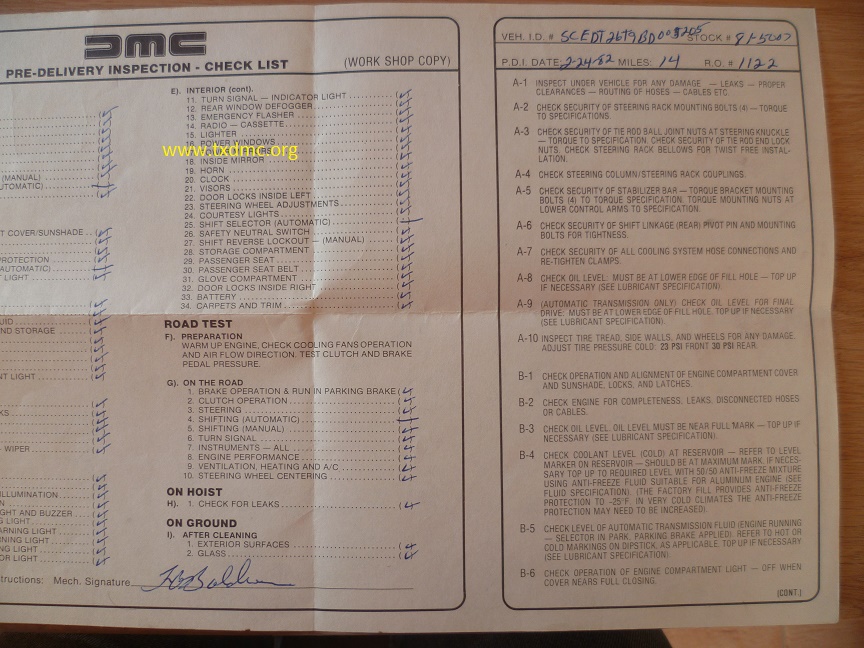 DMC
PRE-DELIVERY INSPECTION - CHECK LIST (WORK SHOP COPY)
(MANUAL)
UTOMATIC)
T COVER/SUNSHADE
PROTECTION
AUTOMATIC)
T LIGHT
UID
ND STORAGE
NT LIGHT
KS
WIPER
ILLUMINATION
N
GHT AND BUZZER
G LIGHT
ARNING LIGHT
NING LIGHT
NG LIGHT
OR LIGHT
E). INTERIOR (cont).
11. TURN SIGNAL — INDICATOR LIGHT
12. REAR WINDOW DEFOGGER
13. EMERGENCY FLASHER
14. RADIO — CASSETTE
15. LIGHTER
16. POWER WINDOWS
www.txdmc.org
18. INSIDE MIRROR
19. HORN
20. CLOCK
21. VISORS
22. DOOR LOCKS INSIDE LEFT
23. STEERING WHEEL ADJUSTMENTS
24. COURTESY LIGHTS
25. SHIFT SELECTOR (AUTOMATIC)
26. SAFETY NEUTRAL SWITCH
27. SHIFT REVERSE LOCKOUT — (MANUAL)
28. STORAGE COMPARTMENT
29. PASSENGER SEAT
30. PASSENGER SEAT BELT
31. GLOVE COMPARTMENT
32. DOOR LOCKS INSIDE RIGHT
33. BATTERY
34. CARPETS AND TRIM
ROAD TEST
F). PREPARATION
WARM UP ENGINE, CHECK COOLING FANS OPERATION
AND AIR FLOW DIRECTION. TEST CLUTCH AND BRAKE
PEDAL PRESSURE.
G). ON THE ROAD
1. BRAKE OPERATION & RUN IN PARKING BRAKE
2. CLUTCH OPERATION
3. STEERING
4. SHIFTING (AUTOMATIC)
5. SHIFTING (MANUAL)
6. TURN SIGNAL
7. INSTRUMENTS — ALL
8. ENGINE PERFORMANCE
9. VENTILATION, HEATING AND A/C
10. STEERING WHEEL CENTERING
ON HOIST
H). 1. CHECK FOR LEAKS
ON GROUND
I). AFTER CLEANING
1. EXTERIOR SURFACES
2. GLASS
tructions: Mech. Signature
VEH. I.D. # SCEDT26T9BD005205 STOCK # 81-5007
P.D.I. DATE 2-24-82 MILES: 14 R.O. # 1122
A-1 INSPECT UNDER VEHICLE FOR ANY DAMAGE — LEAKS — PROPER
CLEARANCES — ROUTING OF HOSES — CABLES ETC.
A-2 CHECK SECURITY OF STEERING RACK MOUNTING BOLTS (4) — TORQUE
TO SPECIFICATIONS.
A-3 CHECK SECURITY OF TIE ROD BALL JOINT NUTS AT STEERING KNUCKLE
— TORQUE TO SPECIFICATION. CHECK SECURITY OF TIE ROD END LOCK
NUTS. CHECK STEERING RACK BELLOWS FOR TWIST FREE INSTAL-
LATION.
A-4 CHECK STEERING COLUMN/STEERING RACK COUPLINGS.
A-5 CHECK SECURITY OF STABILIZER BAR — TORQUE BRACKET MOUNTING
BOLTS (4) TO TORQUE SPECIFICATION. TORQUE MOUNTING NUTS AT
LOWER CONTROL ARMS TO SPECIFICATION.
A-6 CHECK SECURITY OF SHIFT LINKAGE (REAR) PIVOT PIN AND MOUNTING
BOLTS FOR TIGHTNESS.
A-7 CHECK SECURITY OF ALL COOLING SYSTEM HOSE CONNECTIONS AND
RE-TIGHTEN CLAMPS.
A-8 CHECK OIL LEVEL: MUST BE AT LOWER EDGE OF FILL HOLE — TOP UP
IF NECESSARY (SEE LUBRICANT SPECIFICATION).
A-9 (AUTOMATIC TRANSMISSION ONLY) CHECK OIL LEVEL FOR FINAL
DRIVE: MUST BE AT LOWER EDGE OF FILL HOLE. TOP UP IF NECESSARY
(SEE LUBRICANT SPECIFICATION).
A-10 INSPECT TIRE TREAD, SIDE WALLS, AND WHEELS FOR ANY DAMAGE.
ADJUST TIRE PRESSURE COLD: 23 PSI FRONT 30 PSI REAR.
B-1 CHECK OPERATION AND ALIGNMENT OF ENGINE COMPARTMENT COVER
AND SUNSHADE, LOCKS, AND LATCHES.
B-2 CHECK ENGINE FOR COMPLETENESS, LEAKS, DISCONNECTED HOSES
OR CABLES.
B-3 CHECK OIL LEVEL. OIL LEVEL MUST BE NEAR FULL MARK — TOP UP IF
NECESSARY (SEE LUBRICANT SPECIFICATION).
B-4 CHECK COOLANT LEVEL (COLD) AT RESERVOIR — REFER TO LEVEL
MARKER ON RESERVOIR — SHOULD BE AT MAXIMUM MARK. IF NECES-
SARY TOP UP TO REQUIRED LEVEL WITH 50/50 ANTI-FREEZE MIXTURE
USING ANTI-FREEZE FLUID SUITABLE FOR ALUMINUM ENGINE (SEE
FLUID SPECIFICATION). (THE FACTORY FILL PROVIDES ANTI-FREEZE
PROTECTION TO -25°F. IN VERY COLD CLIMATES THE ANTI-FREEZE
PROTECTION MAY NEED TO BE INCREASED).
B-5 CHECK LEVEL OF AUTOMATIC TRANSMISSION FLUID (ENGINE RUNNING
— SELECTOR IN PARK, PARKING BRAKE APPLIED). REFER TO HOT OR
COLD MARKINGS ON DIPSTICK, AS APPLICABLE. TOP UP IF NECESSARY
(SEE LUBRICANT SPECIFICATION).
B-6 CHECK OPERATION OF ENGINE COMPARTMENT LIGHT — OFF WHEN
COVER NEARS FULL CLOSING.
(CONT.)